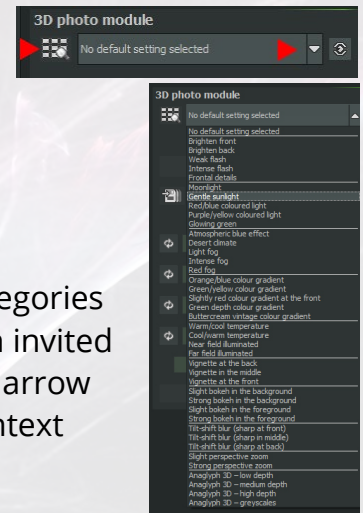 3D photo module
No default setting selected
3D photo module
No default setting selected
No default setting selected
Brighten front
Brighten back
Weak flash
Intense flash
Frontal details
Moonlight
Gentle sunlight
Red/blue coloured light
Purple/yellow coloured light
Glowing green
Atmospheric blue effect
Desert climate
Light fog
Intense fog
Red fog
Orange/blue colour gradient
Green/yellow colour gradient
Slightly red colour gradient at the front
Green depth colour gradient
Buttercream vintage colour gradient
Warm/cool temperature
Cool/warm temperature
Near field illuminated
Far field illuminated
Vignette at the back
Vignette in the middle
Vignette at the front
Slight bokeh in the background
Strong bokeh in the background
Slight bokeh in the foreground
Strong bokeh in the foreground
Tilt-shift blur (sharp at front)
Tilt-shift blur (sharp in middle)
Tilt-shift blur (sharp at back)
Slight perspective zoom
Strong perspective zoom
Anaglyph 3D – low depth
Anaglyph 3D – medium depth
Anaglyph 3D – high depth
Anaglyph 3D – greyscales
egories
invited
arrow
ntext